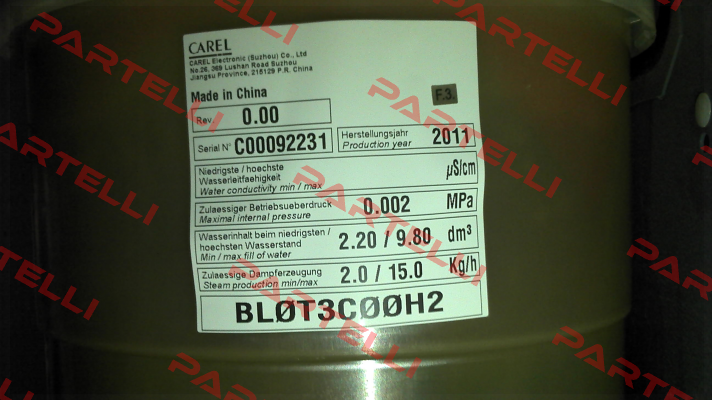 CAREL
CAREL Electronic (Suzhou) Co., Ltd
No.26, 369 Lushan Road Suzhou
Jiangsu Province, 215129 P.R. China
Made in China
F.3.
Rev. 0.00
Serial N° C00092231
Herstellungsjahr
Production year
2011
Niedrigste / hoechste
Wasserleitfaehigkeit
Water conductivity min / max
µS/cm
Zulaessiger Betriebsueberdruck
Maximal internal pressure
0.002 MPa
Wasserinhalt beim niedrigsten /
hoechsten Wasserstand
Min / max fill of water
2.20 / 9.80 dm³
Zulaessige Dampferzeugung
Steam production min/max
2.0 / 15.0 Kg/h
BLØT3CØØH2
PARTELLI
PARTELLI
PARTELLI
PARTELLI
PARTELLI
PARTELLI
PARTELLI
PARTELLI